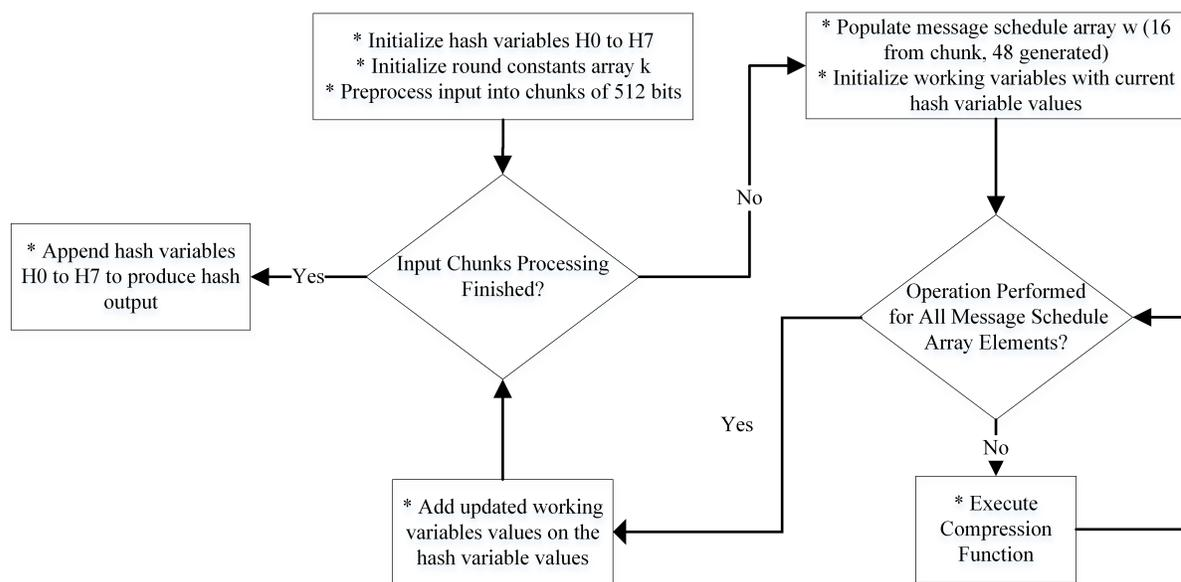 * Initialize hash variables H0 to H7
* Initialize round constants array k
* Preprocess input into chunks of 512 bits
* Populate message schedule array w (16
from chunk, 48 generated)
* Initialize working variables with current
hash variable values
No
* Append hash variables
H0 to H7 to produce hash
output
Yes
Input Chunks Processing
Finished?
Operation Performed
for All Message Schedule
Array Elements?
Yes
No
* Add updated working
variables values on the
hash variable values
* Execute
Compression
Function